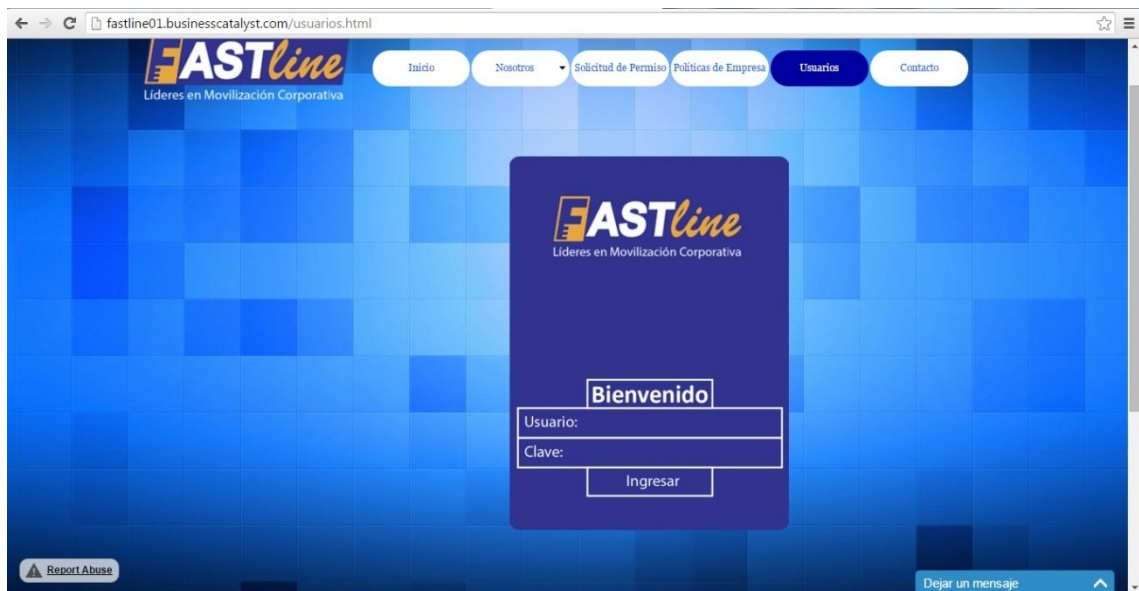 fastline01.businesscatalyst.com/usuarios.html
FASTline
Líderes en Movilización Corporativa
Inicio
Nosotros
Solicitud de Permiso
Políticas de Empresa
Usuarios
Contacto
FASTline
Líderes en Movilización Corporativa
Bienvenido
Usuario:
Clave:
Ingresar
Report Abuse
Dejar un mensaje